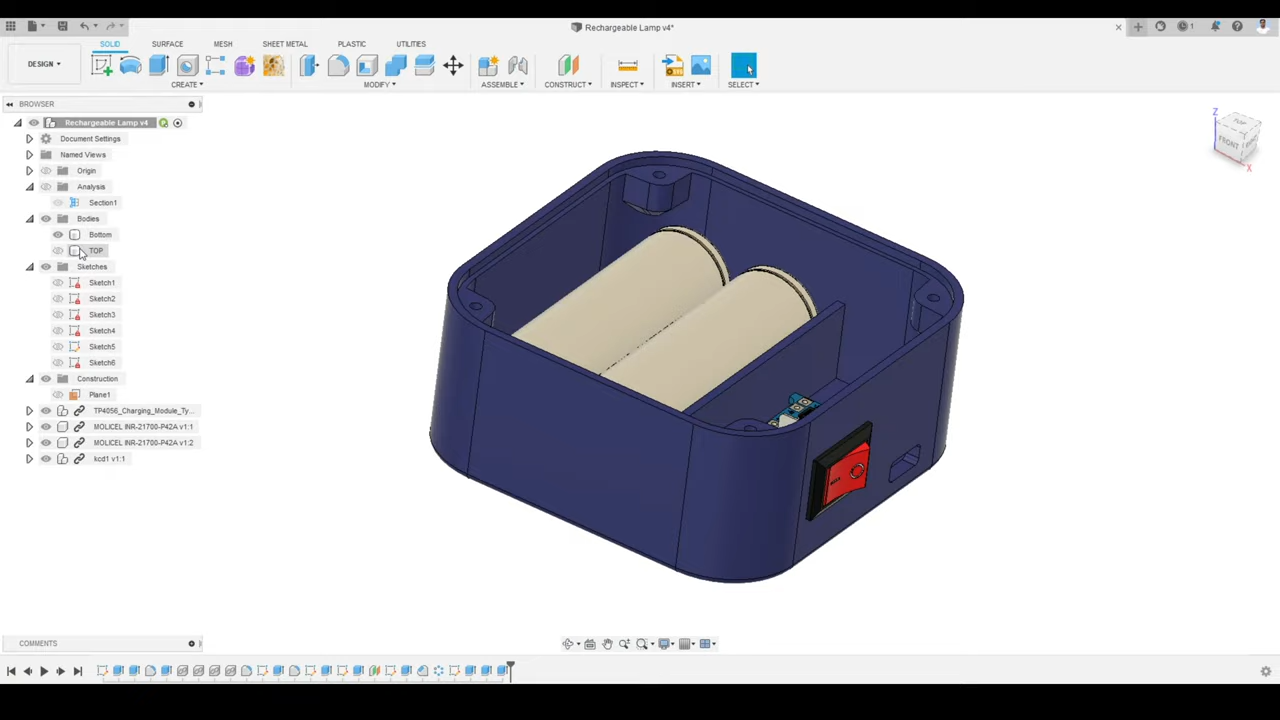 Rechargeable Lamp v4*
1
SOLID SURFACE MESH SHEET METAL PLASTIC UTILITIES
DESIGN
CREATE MODIFY ASSEMBLE CONSTRUCT INSPECT INSERT SELECT
BROWSER
Rechargeable Lamp v4
Document Settings
Named Views
Origin
Analysis
Section1
Bodies
Bottom
TOP
Sketches
Sketch1
Sketch2
Sketch3
Sketch4
Sketch5
Sketch6
Construction
Plane1
TP4056_Charging_Module_Ty...
MOLICEL INR-21700-P42A v1:1
MOLICEL INR-21700-P42A v1:2
kcd1 v1:1
Z
TOP
FRONT
X
COMMENTS